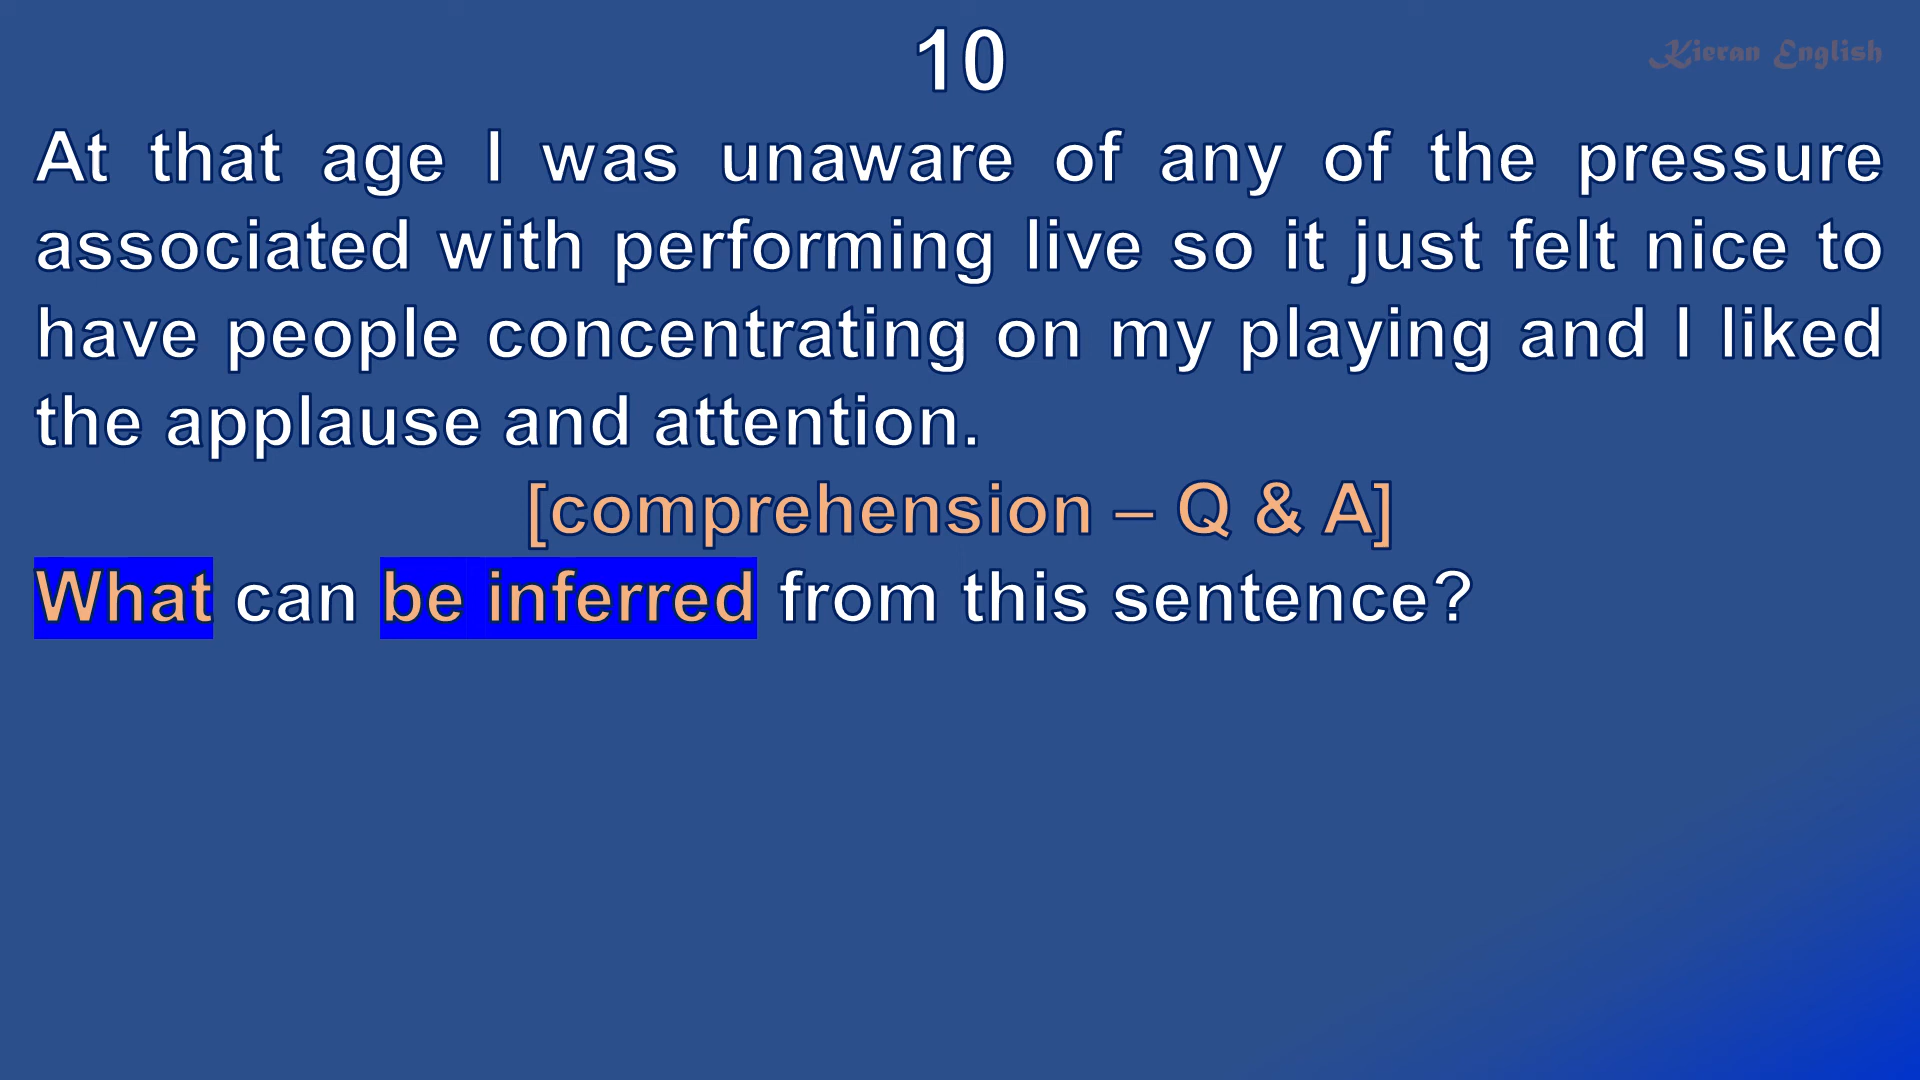 10
Kieran English
At that age I was unaware of any of the pressure
associated with performing live so it just felt nice to
have people concentrating on my playing and I liked
the applause and attention.
[comprehension – Q & A]
What can be inferred from this sentence?